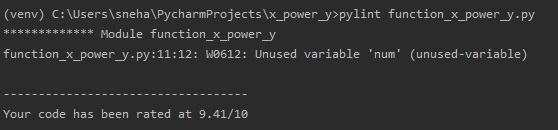 (venv) C:\Users\sneha\PycharmProjects\x_power_y>pylint function_x_power_y.py
************* Module function_x_power_y
function_x_power_y.py:11:12: W0612: Unused variable 'num' (unused-variable)
-----------------------------------
Your code has been rated at 9.41/10